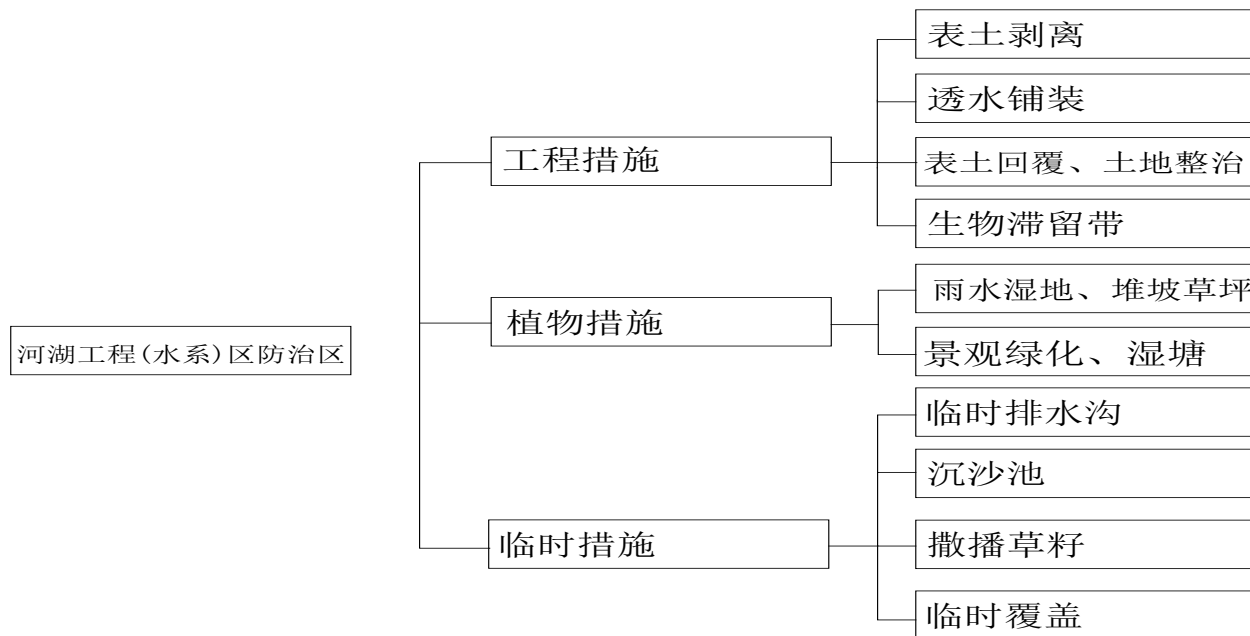 河湖工程(水系)区防治区
工程措施
表土剥离
透水铺装
表土回覆、土地整治
生物滞留带
植物措施
雨水湿地、堆坡草坪
景观绿化、湿塘
临时措施
临时排水沟
沉沙池
撒播草籽
临时覆盖